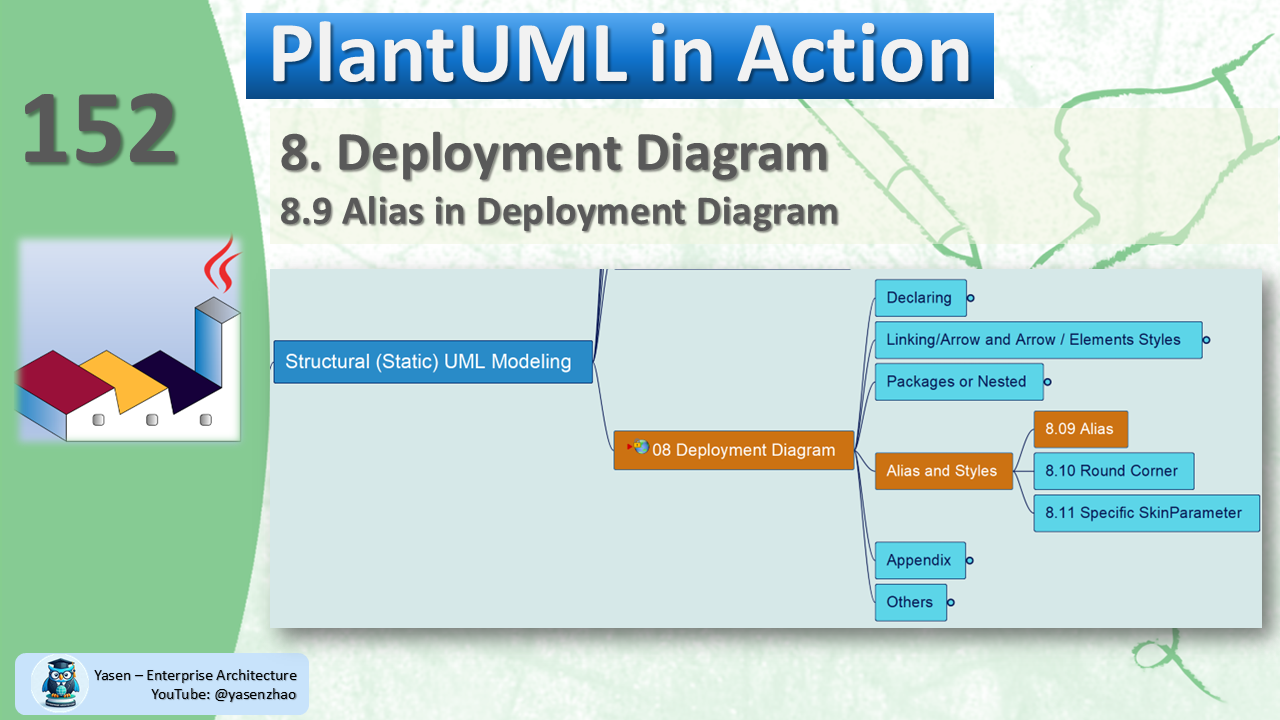 PlantUML in Action
152
8. Deployment Diagram
8.9 Alias in Deployment Diagram
Declaring
Linking/Arrow and Arrow / Elements Styles
Structural (Static) UML Modeling
Packages or Nested
8.09 Alias
08 Deployment Diagram
Alias and Styles
8.10 Round Corner
8.11 Specific SkinParameter
Appendix
Others
Yasen – Enterprise Architecture
YouTube: @yasenzhao